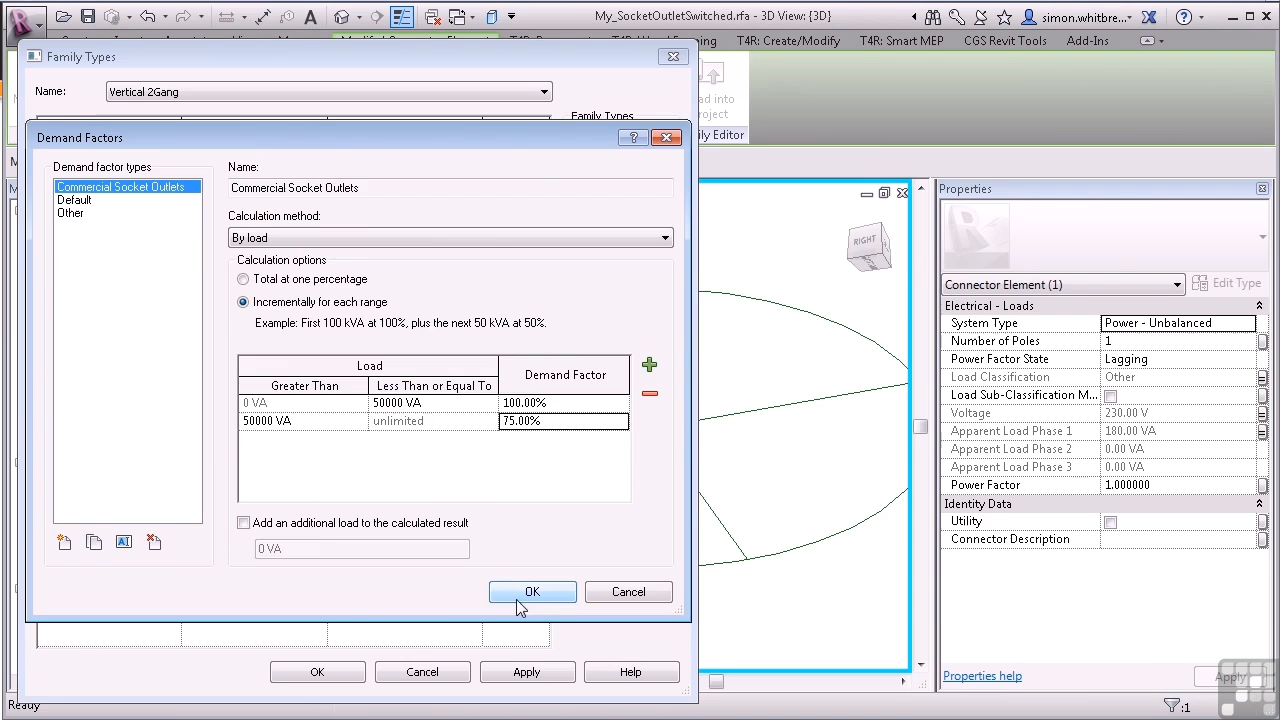 My_SocketOutletSwitch
.rfa - 3D View: {3D}
simon.whitbre...
T4R: Create/Modify
T4R: Smart MEP
CGS Revit Tools
Add-Ins
Family Types
Name:
Vertical 2Gang
Family Types
Project
Editor
Demand Factors
Demand factor types
Commercial Socket Outlets
Default
Other
Name:
Commercial Socket Outlets
Calculation method:
By load
Calculation options
Total at one percentage
Incrementally for each range
Example: First 100 kVA at 100%, plus the next 50 kVA at 50%.
Load
Demand Factor
Greater Than
Less Than or Equal To
0 VA
50000 VA
100.00%
50000 VA
unlimited
75.00%
Add an additional load to the calculated result
0 VA
OK
Cancel
OK
Cancel
Apply
Help
Ready
RIGHT
Properties
Connector Element (1)
Edit Type
Electrical - Loads
System Type
Power - Unbalanced
Number of Poles
1
Power Factor State
Lagging
Load Classification
Other
Load Sub-Classification M...
Voltage
230.00 V
Apparent Load Phase 1
180.00 VA
Apparent Load Phase 2
0.00 VA
Apparent Load Phase 3
0.00 VA
Power Factor
1.000000
Identity Data
Utility
Connector Description
Properties help
Apply
:1